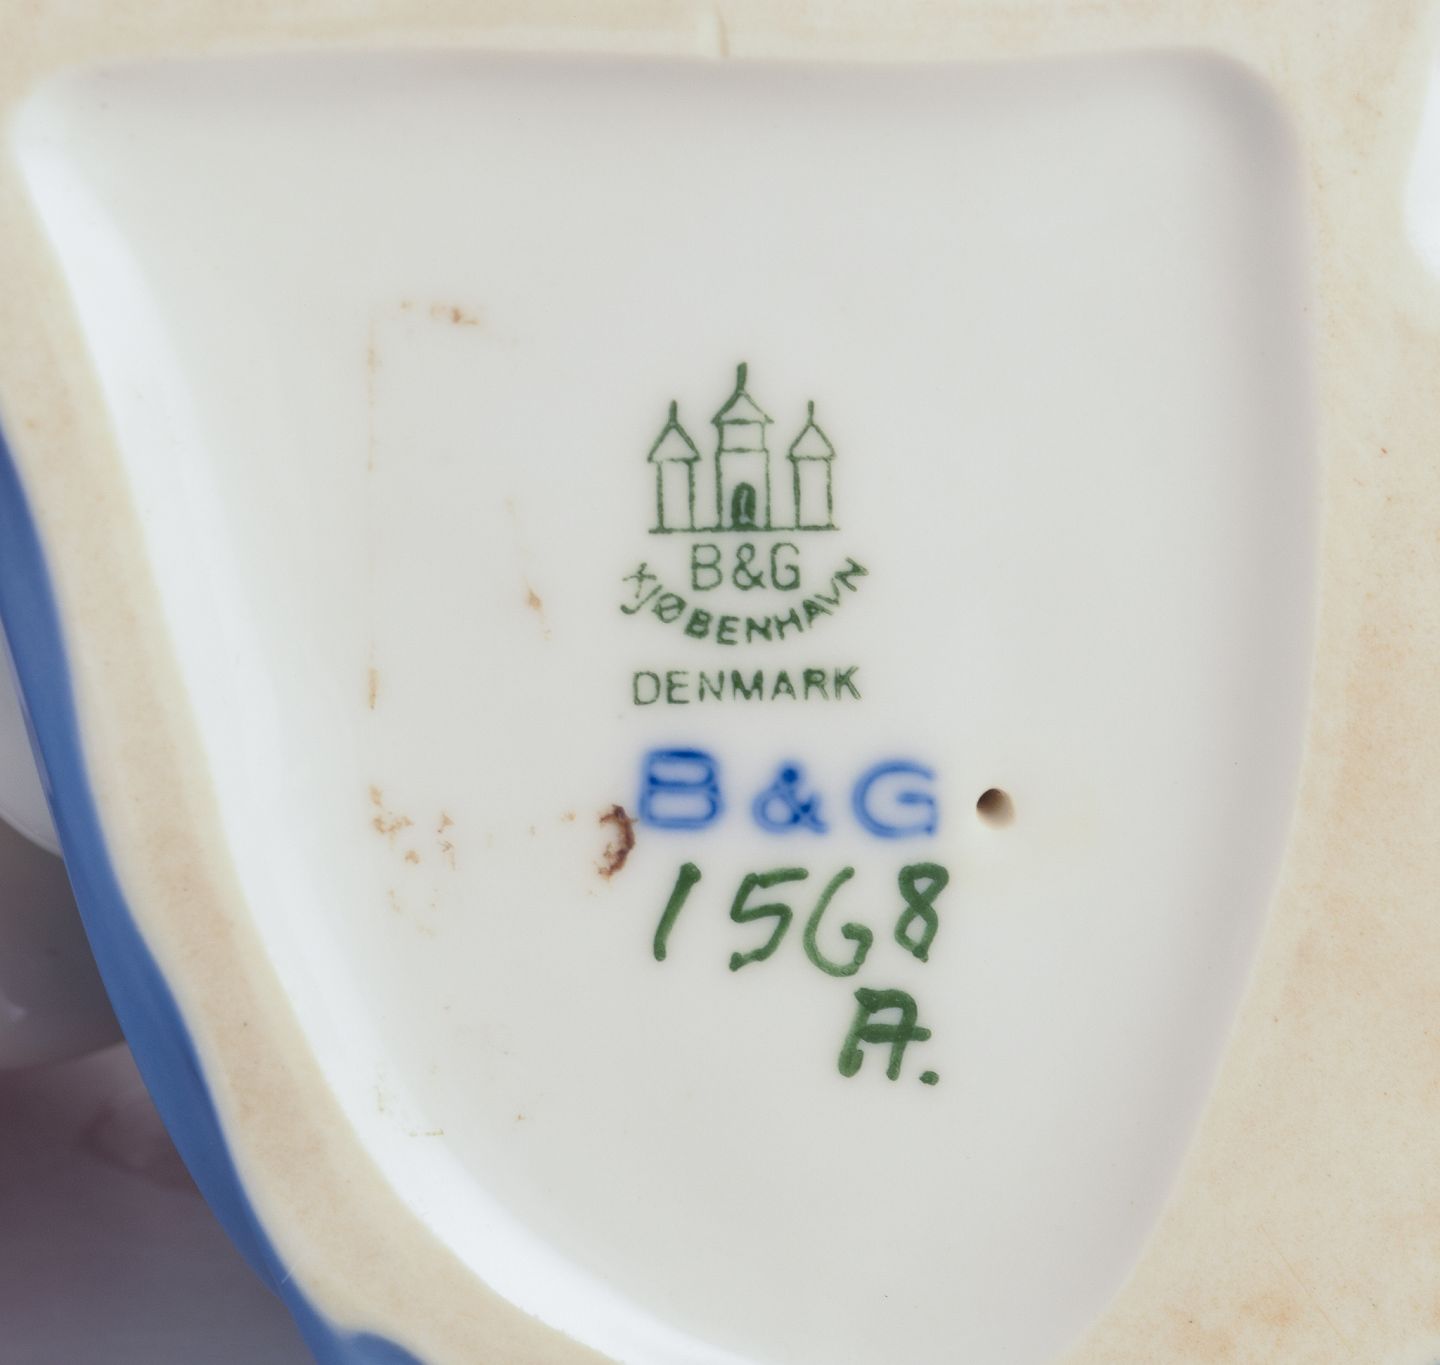 B&G
KJØBENHAVN
DENMARK
B & G
1568
A.